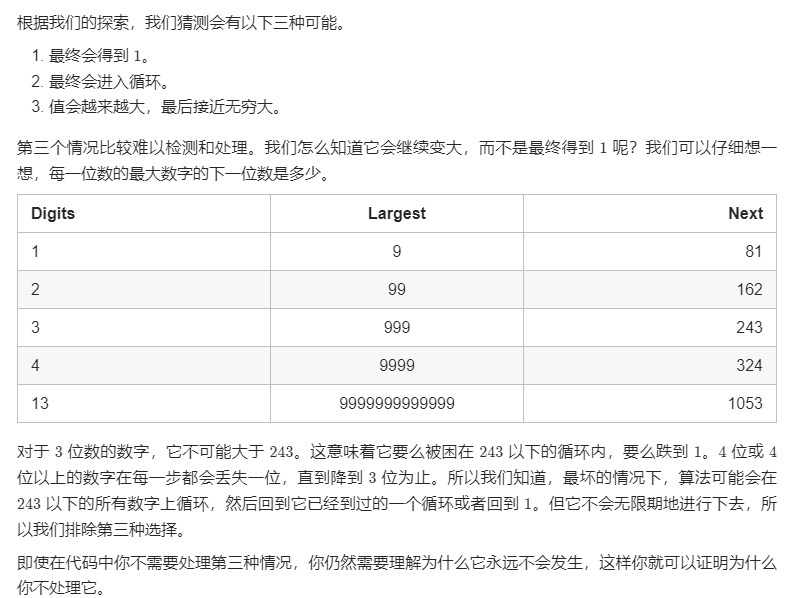 根据我们的探索，我们猜测会有以下三种可能。
1. 最终会得到 1。
2. 最终会进入循环。
3. 值会越来越大，最后接近无穷大。
第三个情况比较难以检测和处理。我们怎么知道它会继续变大，而不是最终得到 1 呢？我们可以仔细想一
想，每一位数的最大数字的下一位数是多少。
Digits Largest Next
1 9 81
2 99 162
3 999 243
4 9999 324
13 9999999999999 1053
对于 3 位数的数字，它不可能大于 243。这意味着它要么被困在 243 以下的循环内，要么跌到 1。4 位或 4
位以上的数字在每一步都会丢失一位，直到降到 3 位为止。所以我们知道，最坏的情况下，算法可能会在
243 以下的所有数字上循环，然后回到它已经到过的一个循环或者回到 1。但它不会无限期地进行下去，所
以我们排除第三种选择。
即使在代码中你不需要处理第三种情况，你仍然需要理解为什么它永远不会发生，这样你就可以证明为什么
你不处理它。